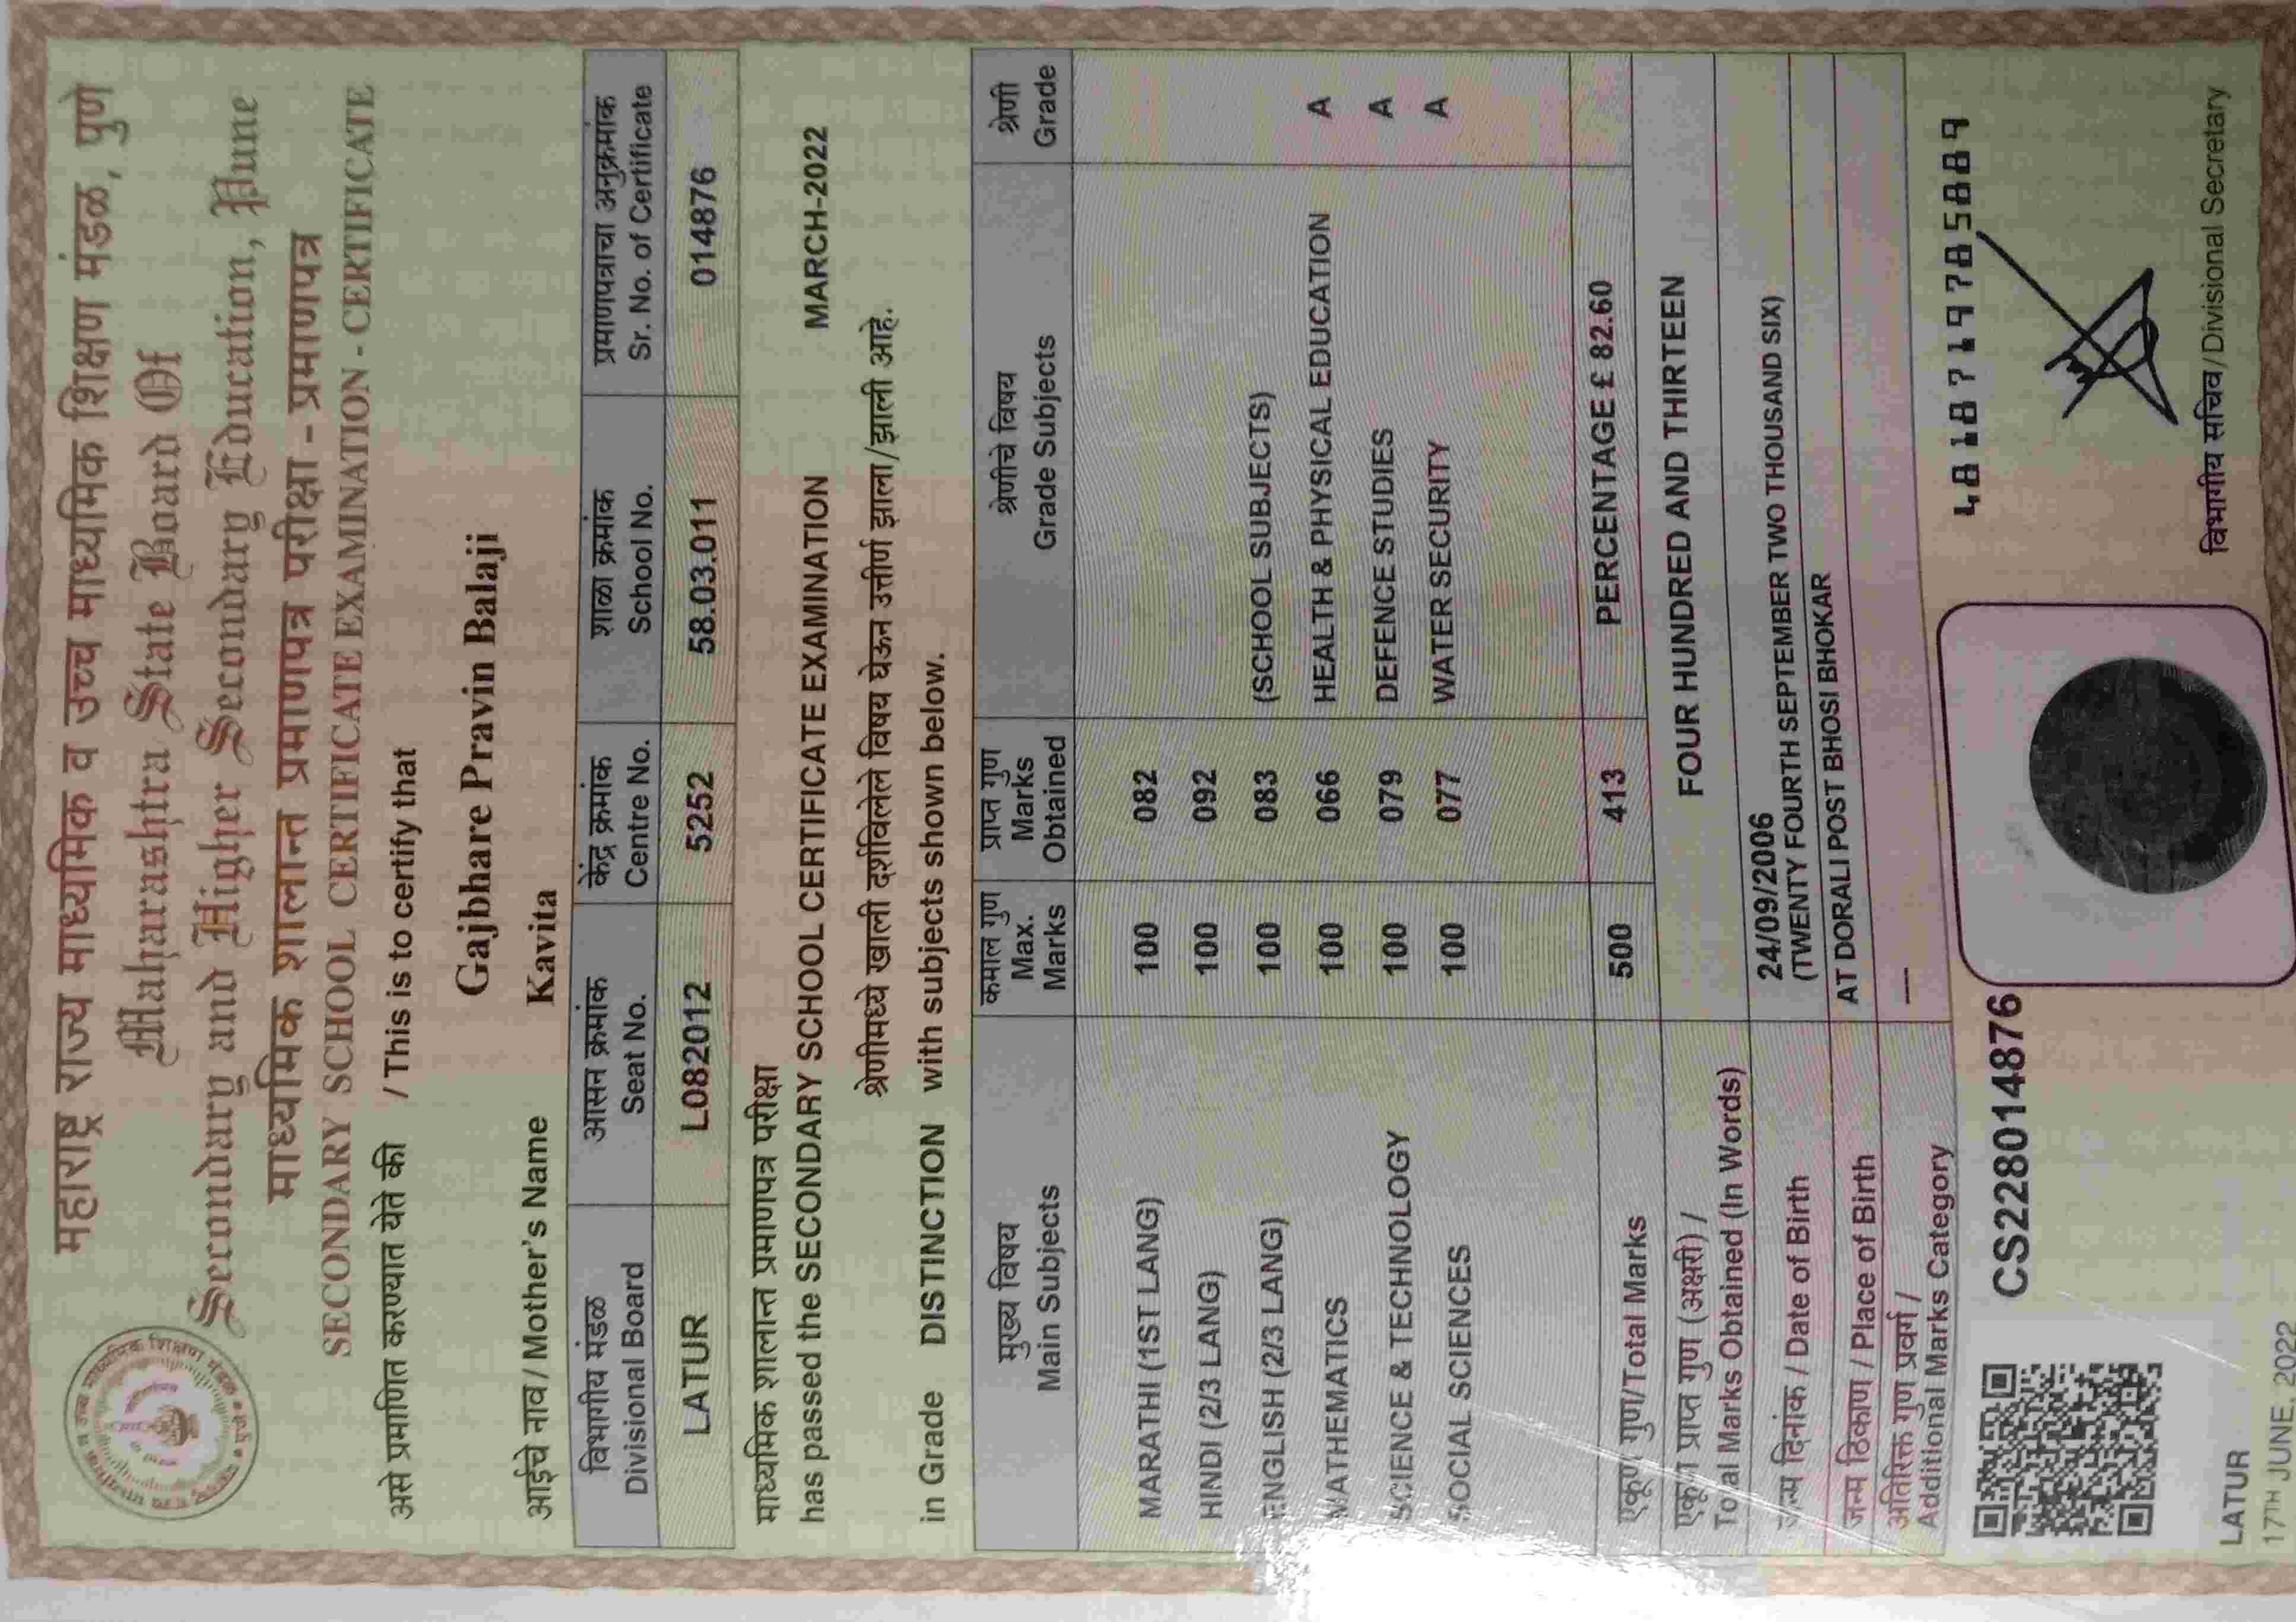 महाराष्ट्र राज्य माध्यमिक व उच्च माध्यमिक शिक्षण मंडळ, पुणे
Maharashtra State Board Of
Secondary and Higher Secondary Education, Pune
माध्यमिक शालान्त प्रमाणपत्र परीक्षा - प्रमाणपत्र
SECONDARY SCHOOL CERTIFICATE EXAMINATION - CERTIFICATE
असे प्रमाणित करण्यात येते की / This is to certify that
Gajbhare Pravin Balaji
आईचे नाव / Mother's Name Kavita
विभागीय मंडळ आसन क्रमांक केंद्र क्रमांक शाळा क्रमांक प्रमाणपत्राचा अनुक्रमांक
Divisional Board Seat No. Centre No. School No. Sr. No. of Certificate
LATUR L082012 5252 58.03.011 014876
माध्यमिक शालान्त प्रमाणपत्र परीक्षा
has passed the SECONDARY SCHOOL CERTIFICATE EXAMINATION MARCH-2022
श्रेणीमध्ये खाली दर्शविलेले विषय घेऊन उत्तीर्ण झाला/झाली आहे.
in Grade DISTINCTION with subjects shown below.
मुख्य विषय कमाल गुण प्राप्त गुण श्रेणीचे विषय श्रेणी
Main Subjects Max. Marks Marks Obtained Grade Subjects Grade
MARATHI (1ST LANG) 100 082
HINDI (2/3 LANG) 100 092
ENGLISH (2/3 LANG) 100 083 (SCHOOL SUBJECTS)
MATHEMATICS 100 066 HEALTH & PHYSICAL EDUCATION A
SCIENCE & TECHNOLOGY 100 079 DEFENCE STUDIES A
SOCIAL SCIENCES 100 077 WATER SECURITY A
एकूण गुण/Total Marks 500 413 PERCENTAGE £ 82.60
एकूण प्राप्त गुण (अक्षरी) /
Total Marks Obtained (In Words) FOUR HUNDRED AND THIRTEEN
जन्म दिनांक / Date of Birth 24/09/2006
(TWENTY FOURTH SEPTEMBER TWO THOUSAND SIX)
जन्म ठिकाण / Place of Birth AT DORALI POST BHOSI BHOKAR
अतिरिक्त गुण प्रवर्ग /
Additional Marks Category ---
4818719785889
CS228014876
विभागीय सचिव/Divisional Secretary
LATUR
17TH JUNE, 2022